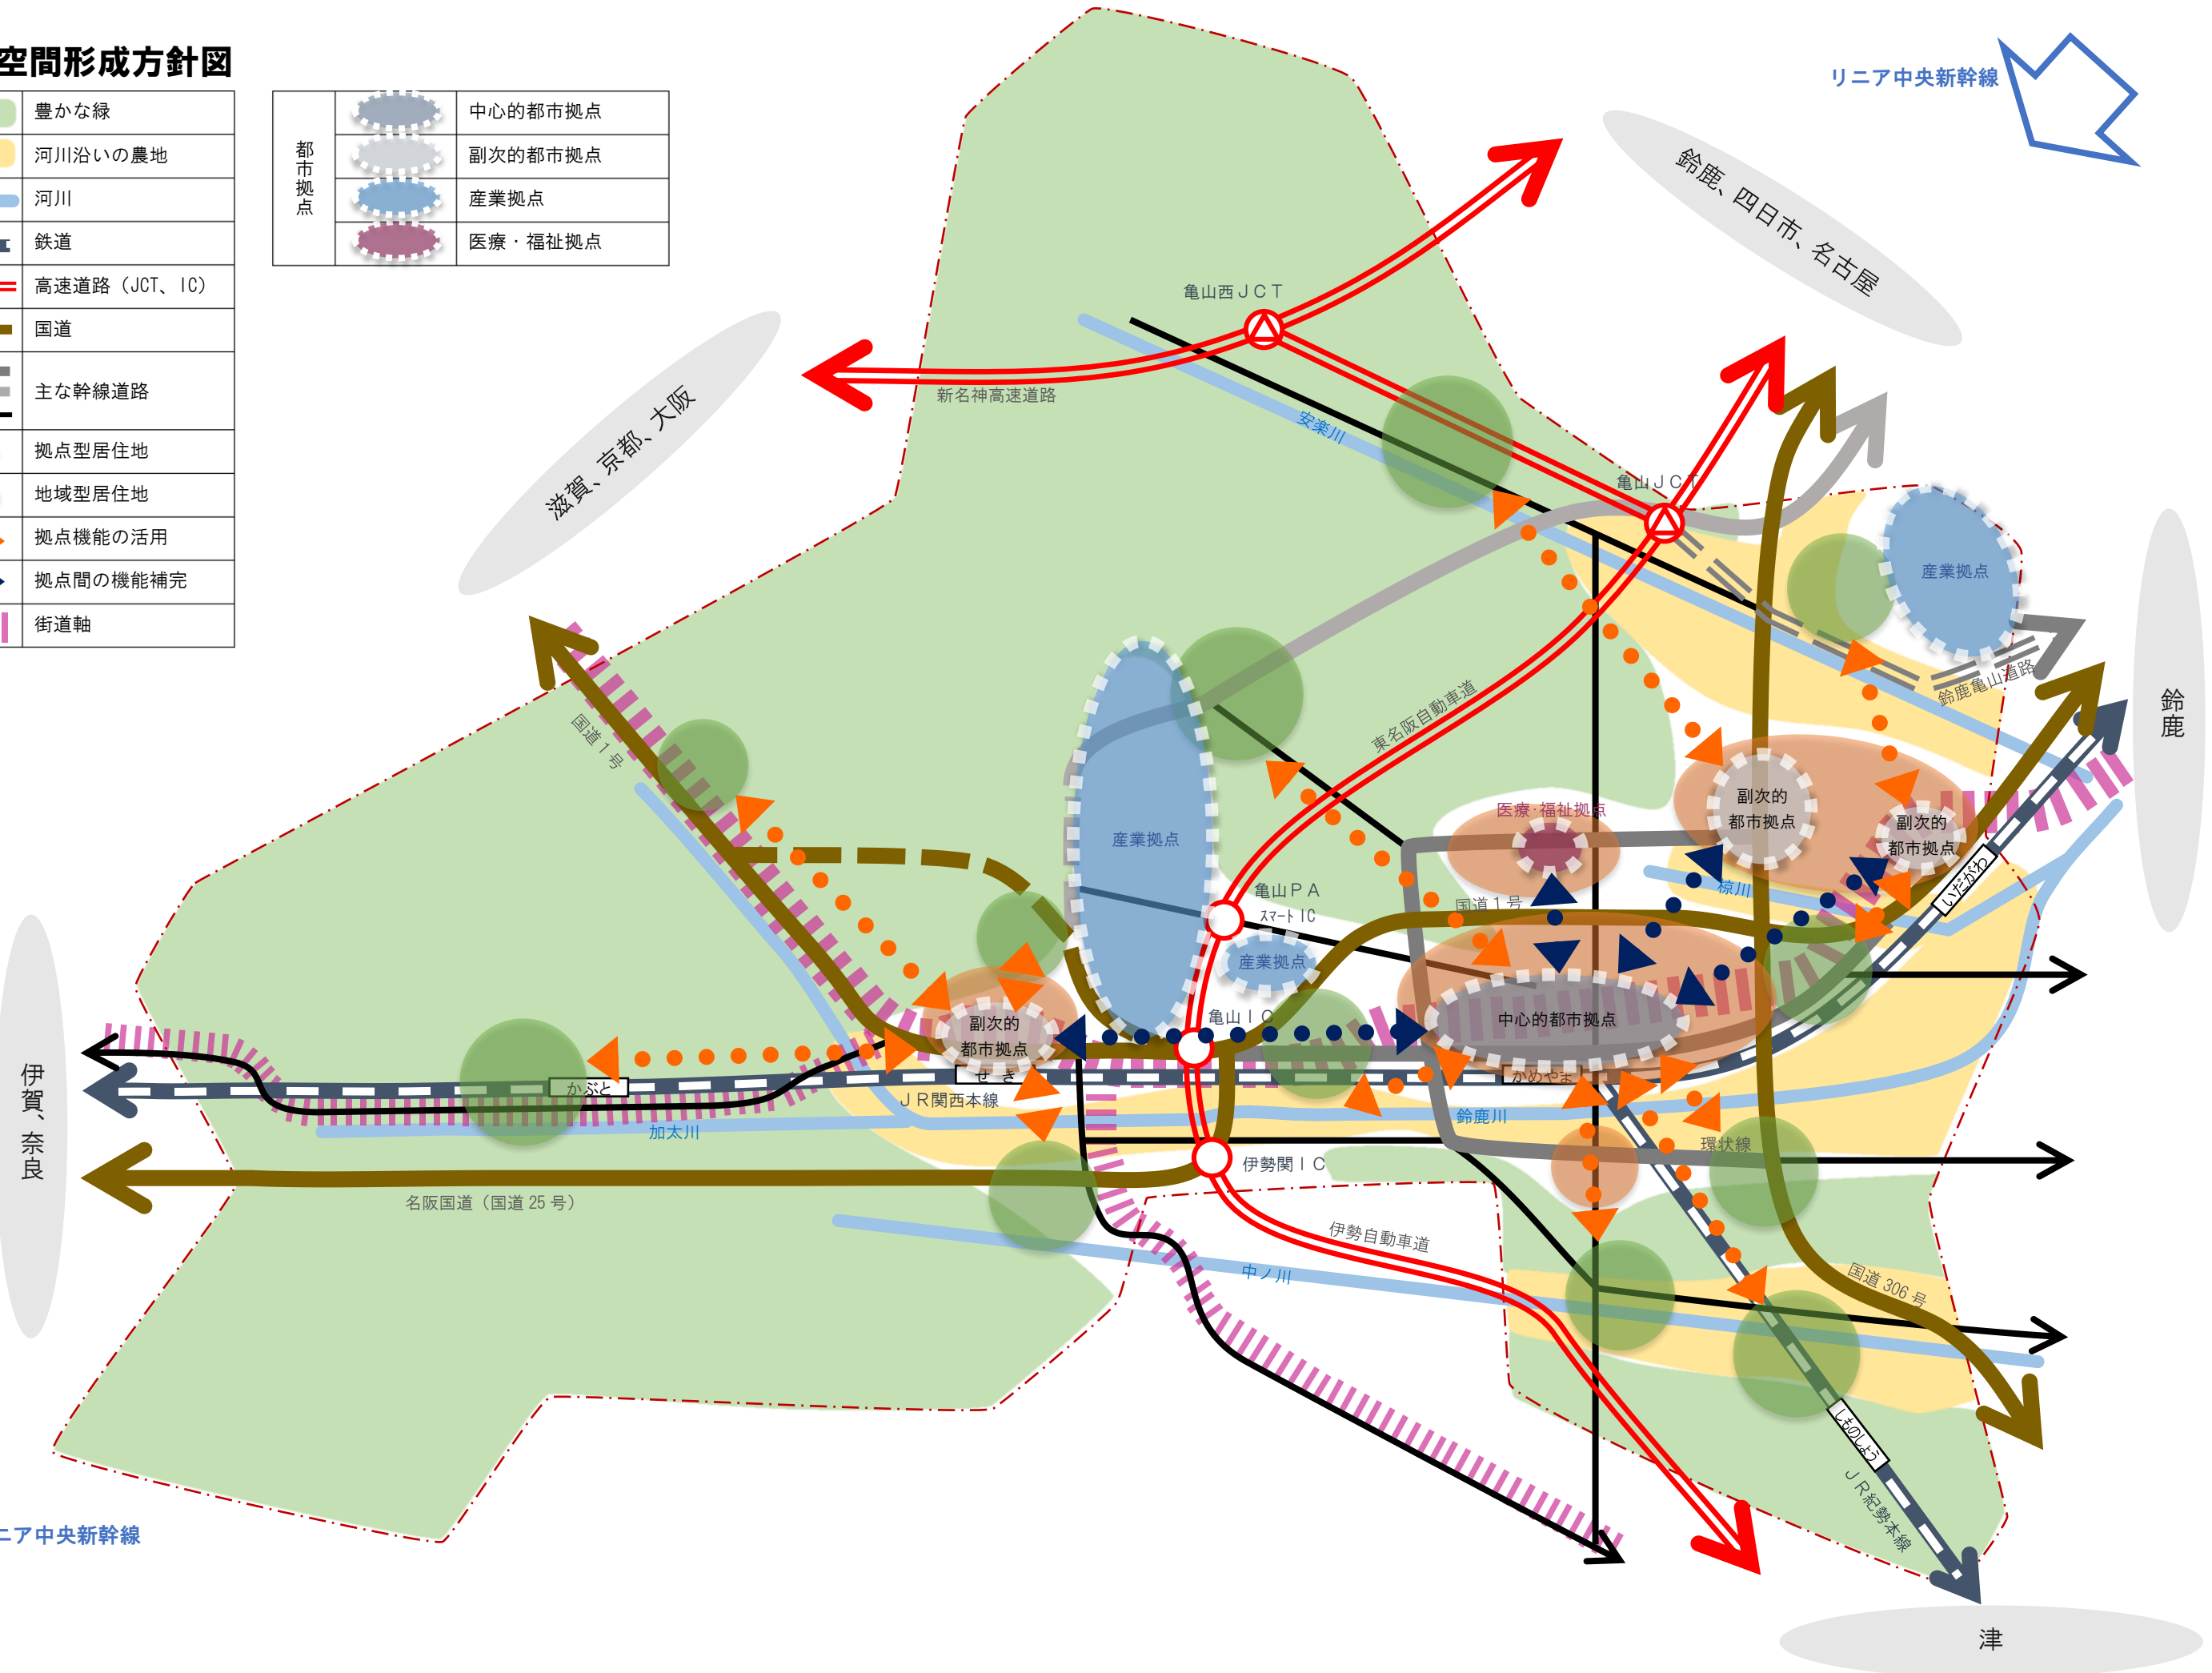 空間形成方針図
豊かな緑
河川沿いの農地
河川
鉄道
高速道路（JCT、IC）
国道
主な幹線道路
拠点型居住地
地域型居住地
拠点機能の活用
拠点間の機能補完
街道軸
都市拠点
中心的都市拠点
副次的都市拠点
産業拠点
医療・福祉拠点
リニア中央新幹線
鈴鹿、四日市、名古屋
滋賀、京都、大阪
亀山西ＪＣＴ
新名神高速道路
安楽川
亀山ＪＣＴ
産業拠点
鈴鹿亀山道路
鈴鹿
国道１号
東名阪自動車道
産業拠点
医療・福祉拠点
副次的
都市拠点
副次的
都市拠点
いだがわ
椋川
亀山ＰＡ
スマートIC
国道１号
産業拠点
亀山ＩＣ
副次的
都市拠点
中心的都市拠点
せき
かめやま
かぶと
ＪＲ関西本線
加太川
鈴鹿川
環状線
伊賀、奈良
伊勢関ＩＣ
名阪国道（国道25号）
伊勢自動車道
中ノ川
国道306号
しものしょう
ＪＲ紀勢本線
ニア中央新幹線
津